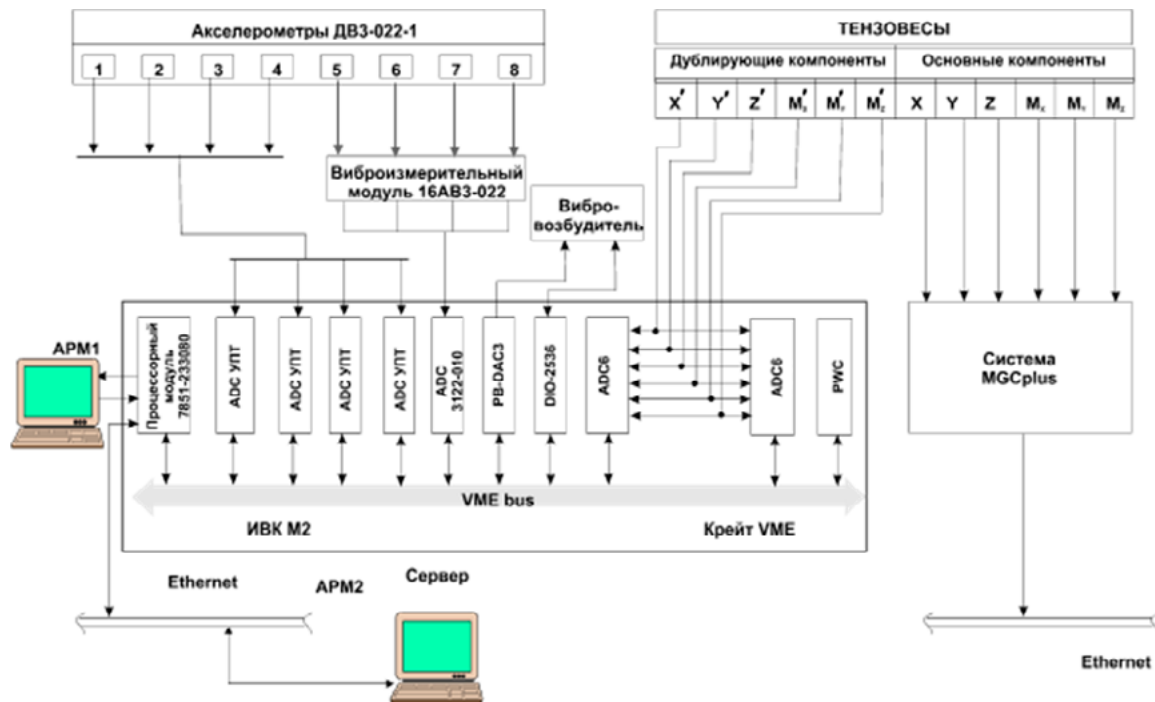 Акселерометры ДВЗ-022-1
1 2 3 4 5 6 7 8
ТЕНЗОВЕСЫ
Дублирующие компоненты
Основные компоненты
X′ Y′ Z′ M′x M′y M′z X Y Z Mx My Mz
Виброизмерительный
модуль 16АВЗ-022
Вибро-
возбудитель
АРМ1
Процессорный
модуль
7851-233080
ADC УПТ
ADC УПТ
ADC УПТ
ADC УПТ
ADC
3122-010
PB-DAC3
DIO-2536
ADC6
ADC6
PWC
Система
MGCplus
VME bus
ИВК М2
Крейт VME
Ethernet
АРМ2
Сервер
Ethernet